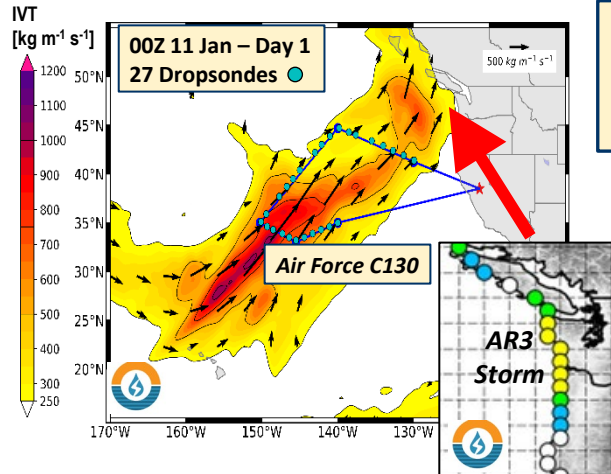 IVT
[kg m⁻¹ s⁻¹]
00Z 11 Jan – Day 1
27 Dropsondes
500 kg m⁻¹ s⁻¹
1200
1100
1000
900
800
700
600
500
400
300
250
50°N
45°N
40°N
35°N
30°N
25°N
20°N
Air Force C130
AR3
Storm
170°W
160°W
150°W
140°W
130°W